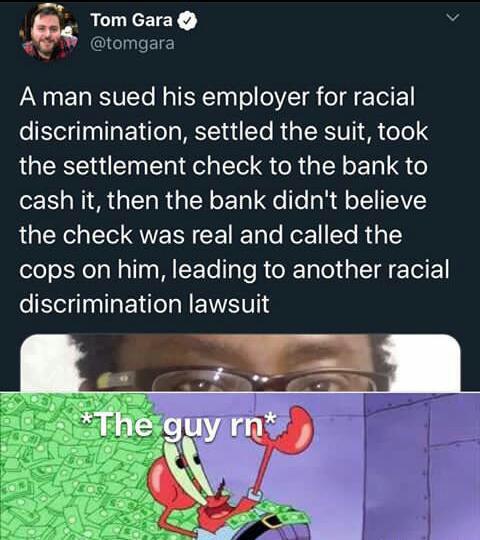 Tom Gara
@tomgara
A man sued his employer for racial
discrimination, settled the suit, took
the settlement check to the bank to
cash it, then the bank didn't believe
the check was real and called the
cops on him, leading to another racial
discrimination lawsuit
*The guy rn*